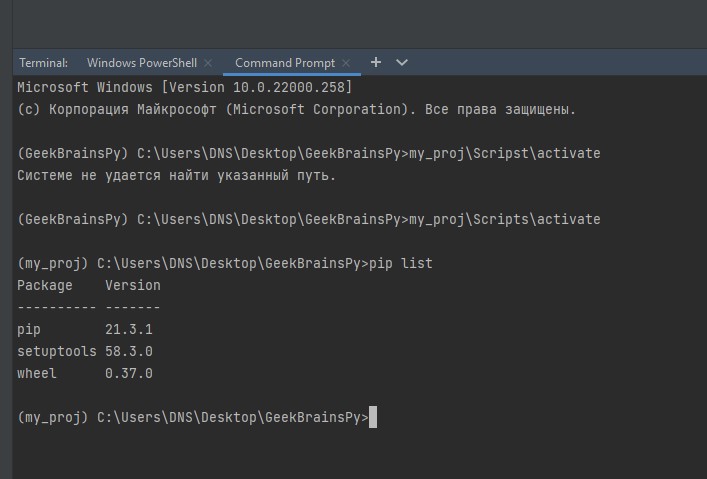 Terminal: Windows PowerShell × Command Prompt × +
Microsoft Windows [Version 10.0.22000.258]
(c) Корпорация Майкрософт (Microsoft Corporation). Все права защищены.
(GeekBrainsPy) C:\Users\DNS\Desktop\GeekBrainsPy>my_proj\Scripst\activate
Системе не удается найти указанный путь.
(GeekBrainsPy) C:\Users\DNS\Desktop\GeekBrainsPy>my_proj\Scripts\activate
(my_proj) C:\Users\DNS\Desktop\GeekBrainsPy>pip list
Package    Version
---------- -------
pip        21.3.1
setuptools 58.3.0
wheel      0.37.0
(my_proj) C:\Users\DNS\Desktop\GeekBrainsPy>